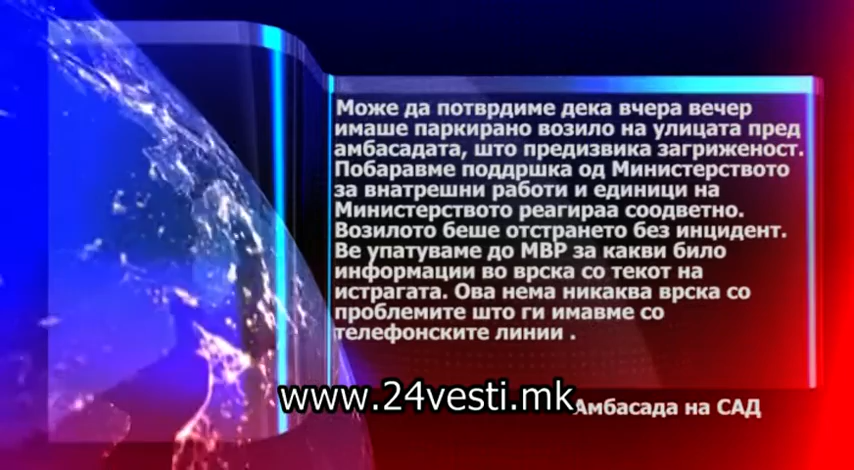 Може да потврдиме дека вчера вечер
имаше паркирано возило на улицата пред
амбасадата, што предизвика загриженост.
Побаравме поддршка од Министерството
за внатрешни работи и единици на
Министерството реагираа соодветно.
Возилото беше отстрането без инцидент.
Ве упатуваме до МВР за какви било
информации во врска со текот на
истрагата. Ова нема никаква врска со
проблемите што ги имавме со
телефонските линии .
www.24vesti.mk
Амбасада на САД